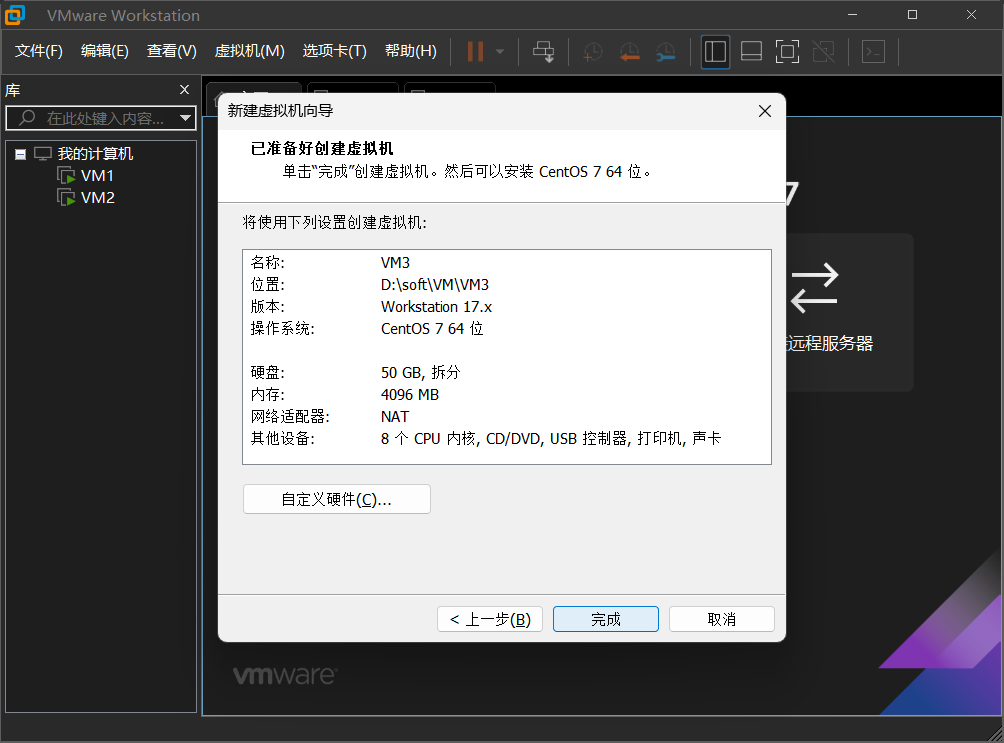 VMware Workstation
文件(F) 编辑(E) 查看(V) 虚拟机(M) 选项卡(T) 帮助(H)
库
在此处键入内容...
我的计算机
VM1
VM2
新建虚拟机向导
已准备好创建虚拟机
单击“完成”创建虚拟机。然后可以安装 CentOS 7 64 位。
将使用下列设置创建虚拟机:
名称: VM3
位置: D:\soft\VM\VM3
版本: Workstation 17.x
操作系统: CentOS 7 64 位
硬盘: 50 GB, 拆分
内存: 4096 MB
网络适配器: NAT
其他设备: 8 个 CPU 内核, CD/DVD, USB 控制器, 打印机, 声卡
自定义硬件(C)...
< 上一步(B) 完成 取消
7
远程服务器
vmware